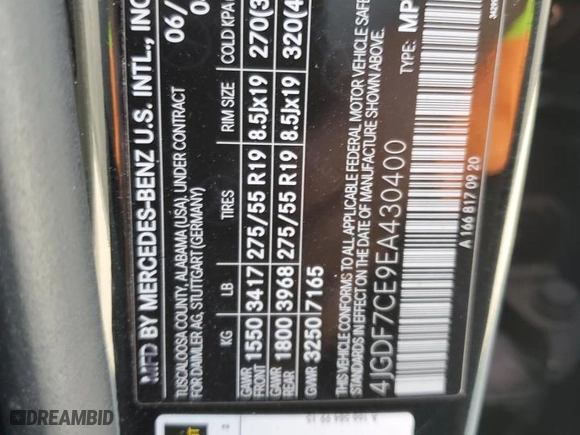 MFD BY MERCEDES-BENZ U.S. INTL., INC
TUSCALOOSA COUNTY, ALABAMA (USA), UNDER CONTRACT
FOR DAIMLER AG, STUTTGART (GERMANY)
06/
KG LB TIRES RIM SIZE COLD KPA
GAWR FRONT 1550 3417 275/55 R19 8.5Jx19 270(3
GAWR REAR 1800 3968 275/55 R19 8.5Jx19 320(4
GVWR 3250 7165
THIS VEHICLE CONFORMS TO ALL APPLICABLE FEDERAL MOTOR VEHICLE SAFE
STANDARDS IN EFFECT ON THE DATE OF MANUFACTURE SHOWN ABOVE.
4JGDF7CE9EA430400 TYPE: MP
A 166 817 09 20
DREAMBID